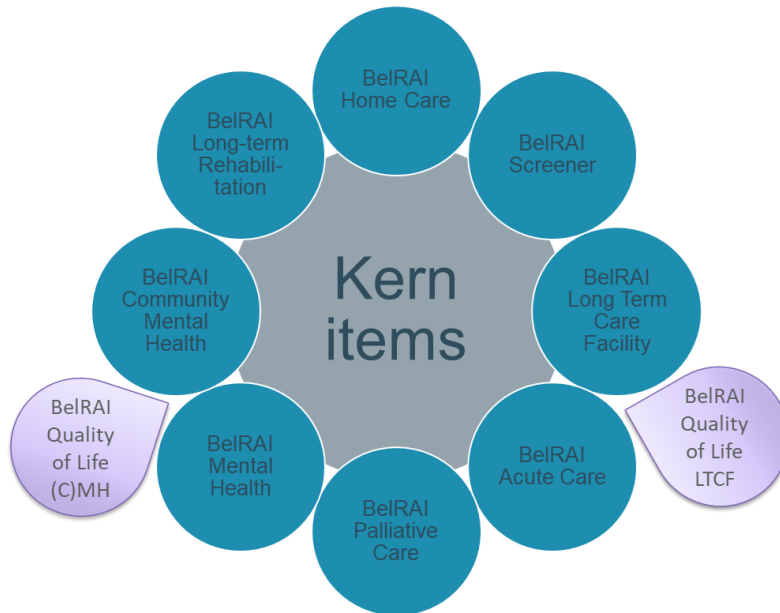 BelRAI
Home Care
BelRAI
Screener
BelRAI
Long Term
Care
Facility
BelRAI
Quality
of Life
LTCF
BelRAI
Acute Care
BelRAI
Palliative
Care
BelRAI
Mental
Health
BelRAI
Quality
of Life
(C)MH
BelRAI
Community
Mental
Health
BelRAI
Long-term
Rehabili-
tation
Kern
items